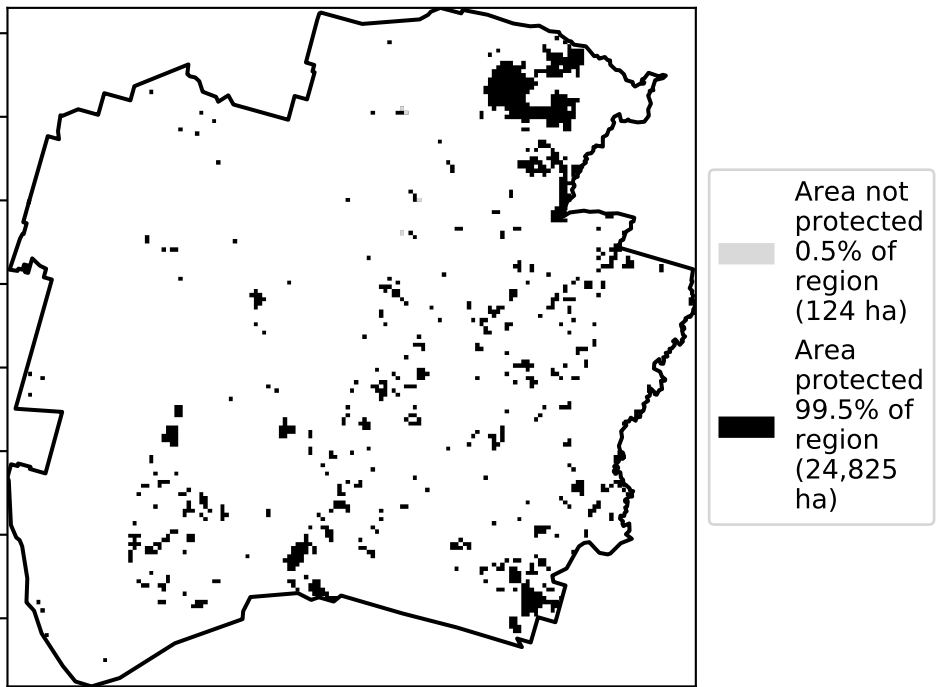 Area not
protected
0.5% of
region
(124 ha)
Area
protected
99.5% of
region
(24,825
ha)